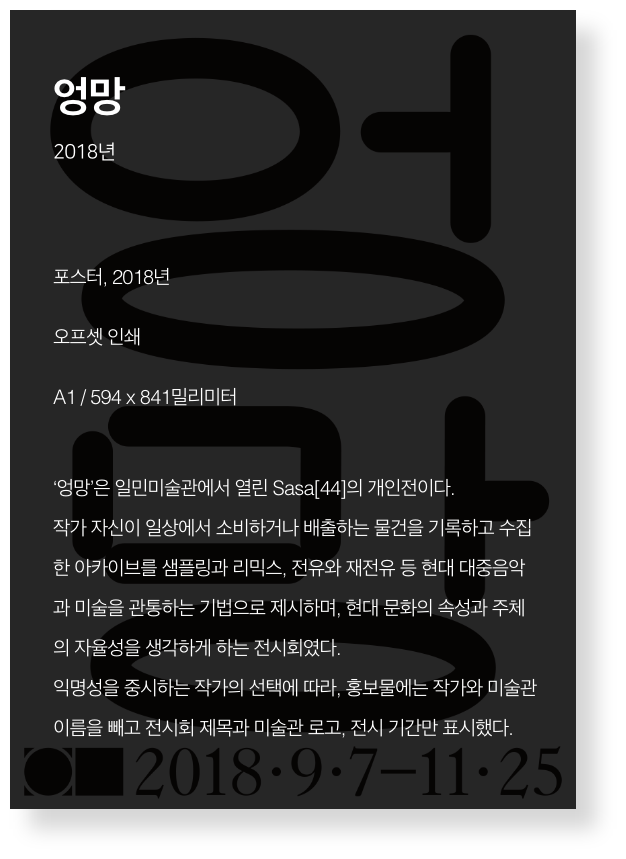 엉망
2018년
포스터, 2018년
오프셋 인쇄
A1 / 594 x 841밀리미터
‘엉망’은 일민미술관에서 열린 Sasa[44]의 개인전이다.
작가 자신이 일상에서 소비하거나 배출하는 물건을 기록하고 수집
한 아카이브를 샘플링과 리믹스, 전유와 재전유 등 현대 대중음악
과 미술을 관통하는 기법으로 제시하며, 현대 문화의 속성과 주체
의 자율성을 생각하게 하는 전시회였다.
익명성을 중시하는 작가의 선택에 따라, 홍보물에는 작가와 미술관
이름을 빼고 전시회 제목과 미술관 로고, 전시 기간만 표시했다.
엉망
2018·9·7–11·25